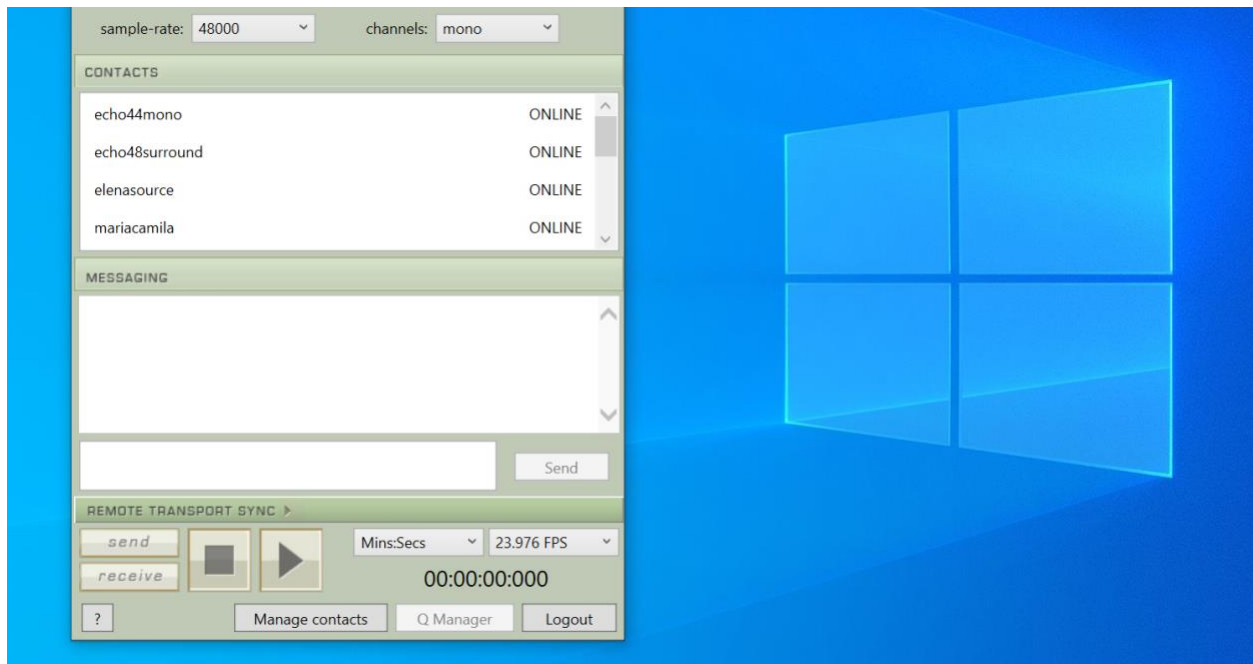 sample-rate: 48000 channels: mono
CONTACTS
echo44mono ONLINE
echo48surround ONLINE
elenasource ONLINE
mariacamila ONLINE
MESSAGING
Send
REMOTE TRANSPORT SYNC
send Mins:Secs 23.976 FPS
receive 00:00:00:000
? Manage contacts Q Manager Logout